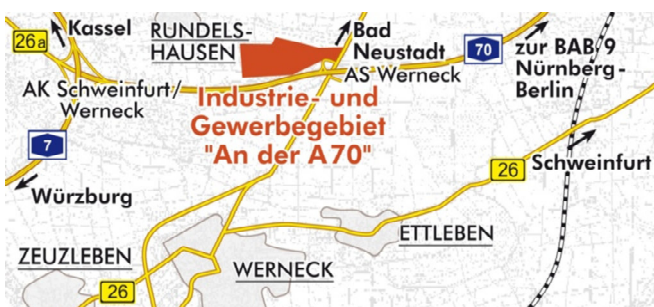 Kassel
26a
RUNDELS-
HAUSEN
Bad
Neustadt
70
zur BAB 9
Nürnberg-
Berlin
AS Werneck
AK Schweinfurt/
Werneck
Industrie- und
Gewerbegebiet
"An der A70"
7
Würzburg
26
Schweinfurt
ETTLEBEN
ZEUZLEBEN
WERNECK
26